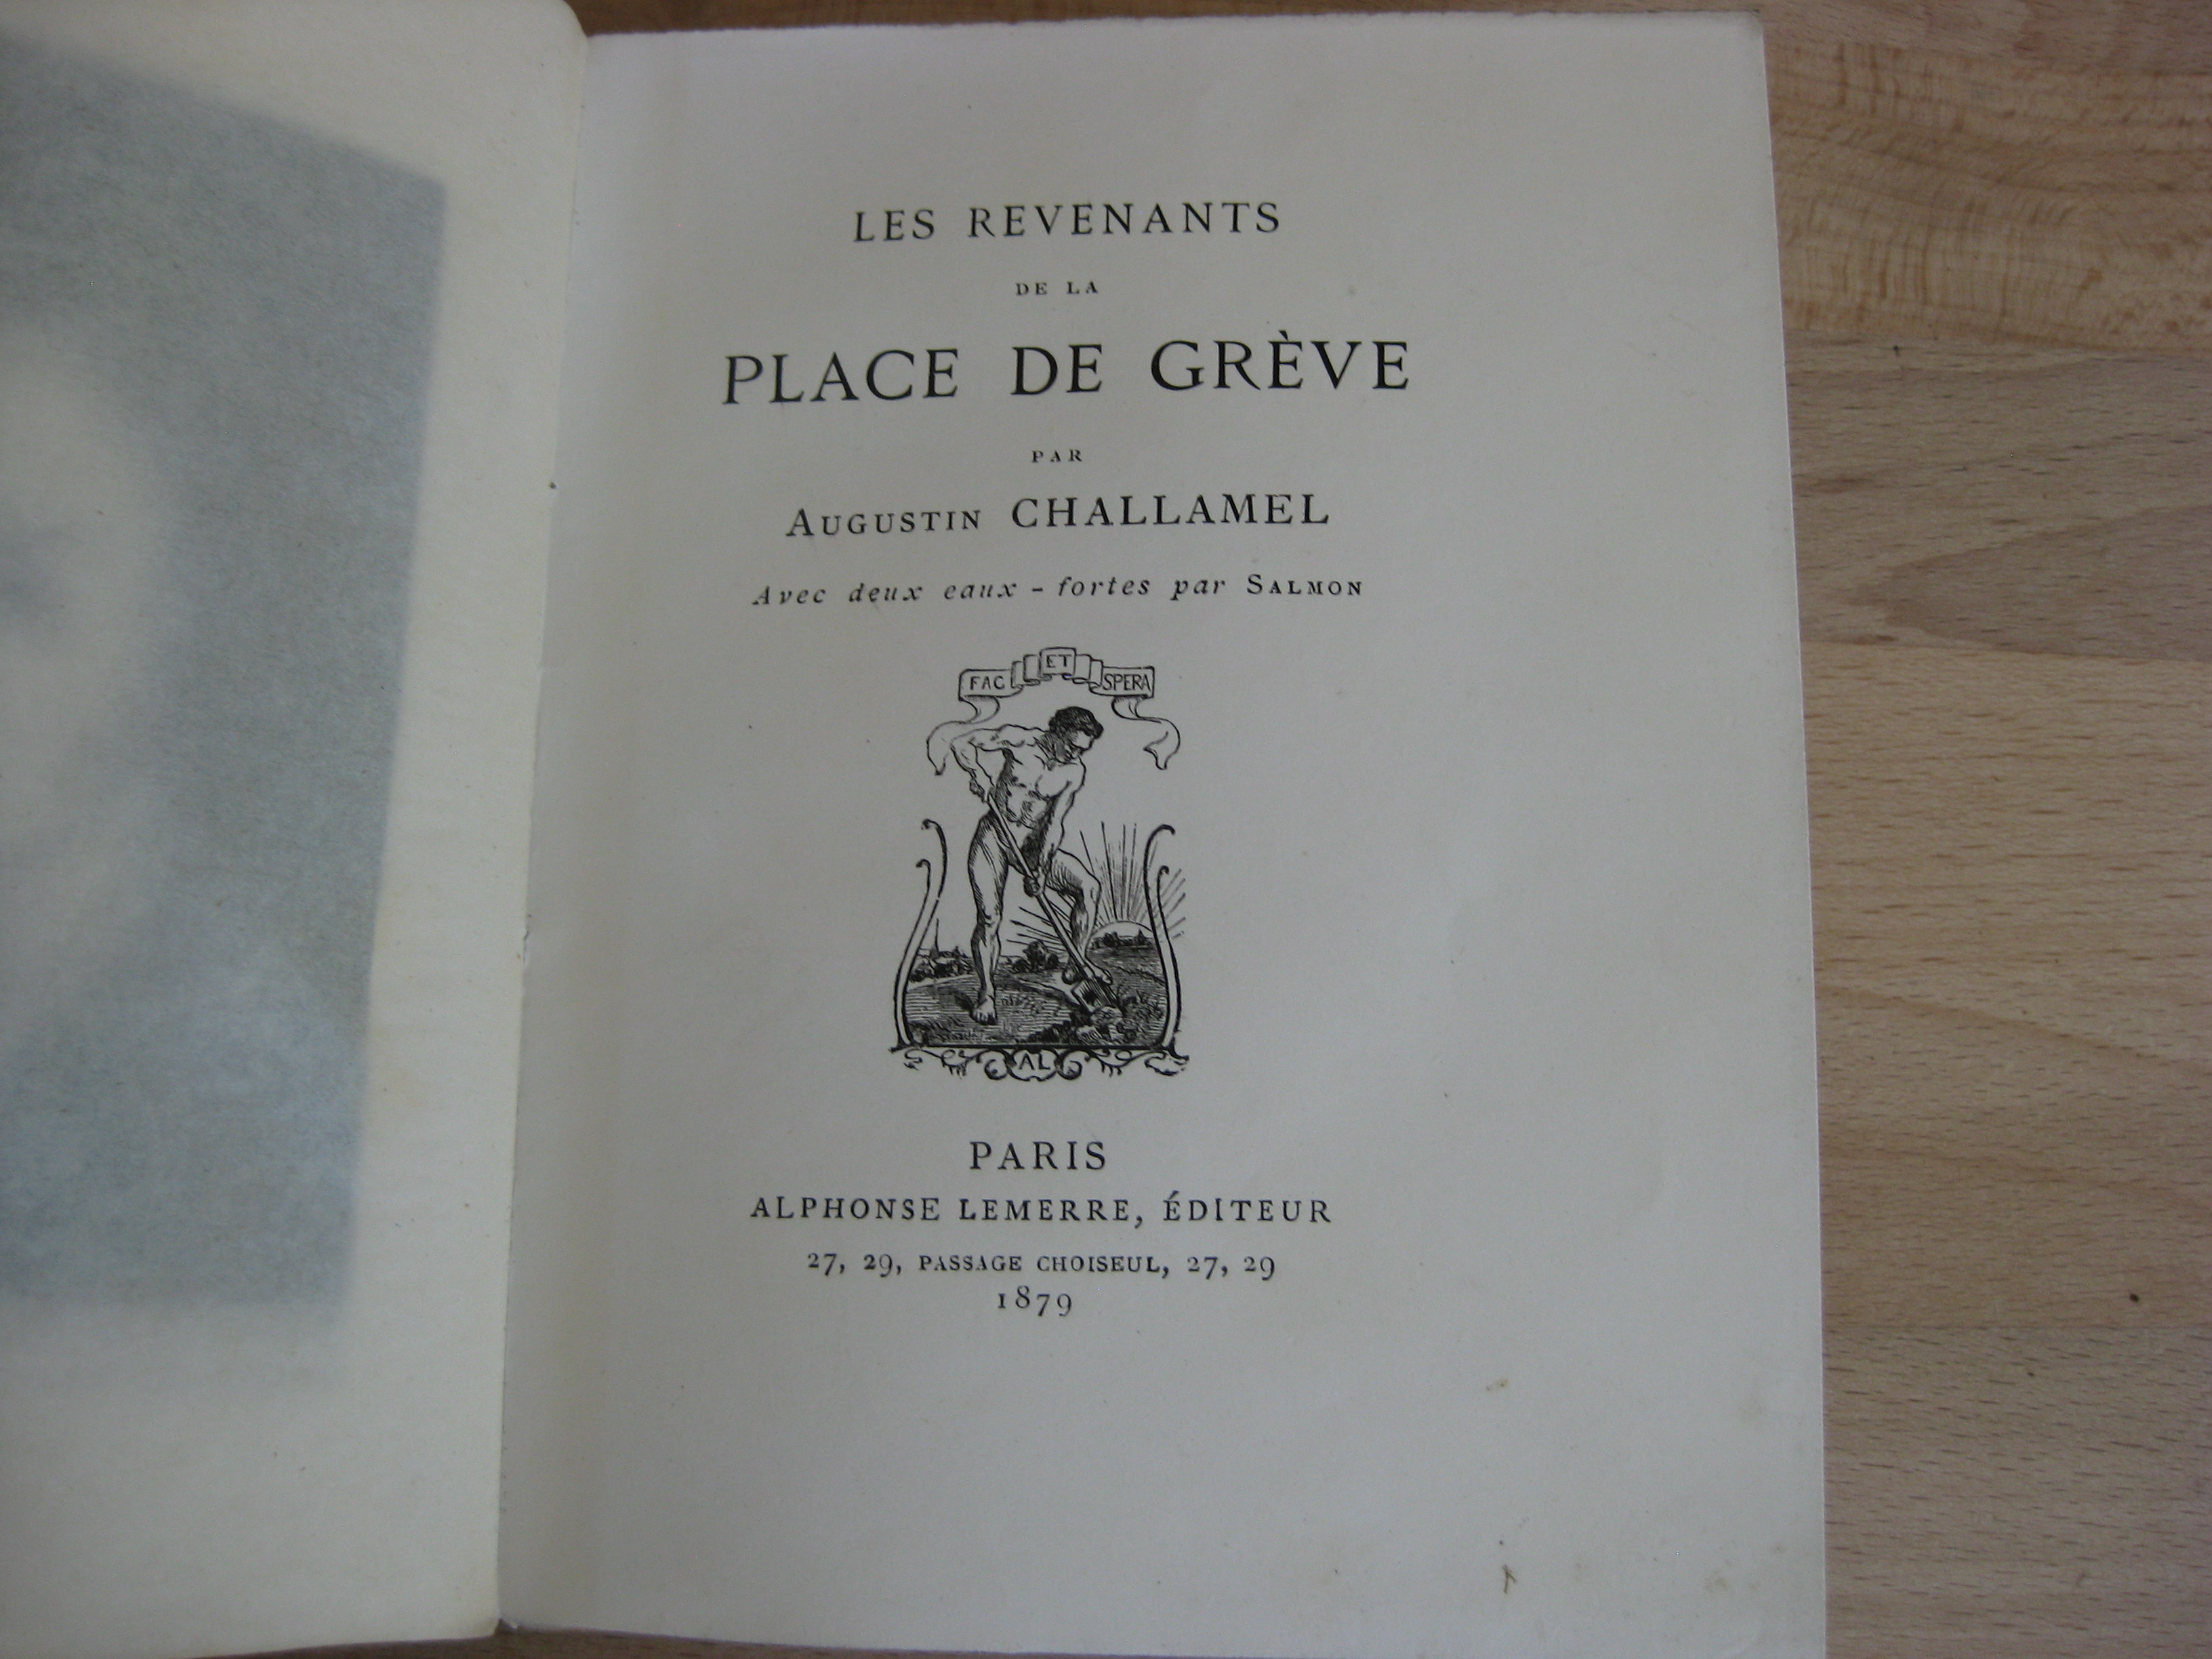 LES REVENANTS
DE LA
PLACE DE GRÈVE
PAR
AUGUSTIN CHALLAMEL
Avec deux eaux-fortes par SALMON
FAC ET SPERA
AL
PARIS
ALPHONSE LEMERRE, ÉDITEUR
27, 29, PASSAGE CHOISEUL, 27, 29
1879